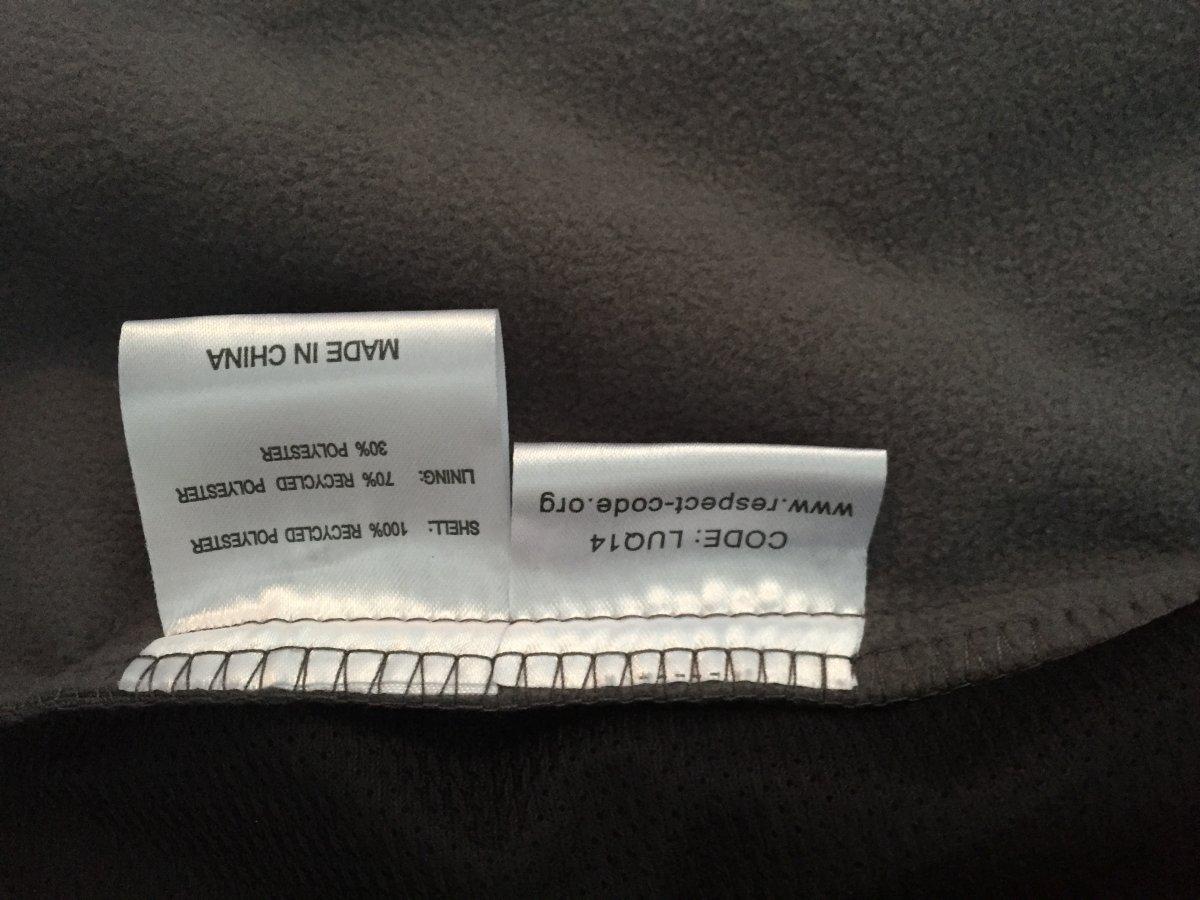 SHELL: 100% RECYCLED POLYESTER
LINING: 70% RECYCLED POLYESTER
30% POLYESTER
MADE IN CHINA
CODE: LUQ14
www.respect-code.org